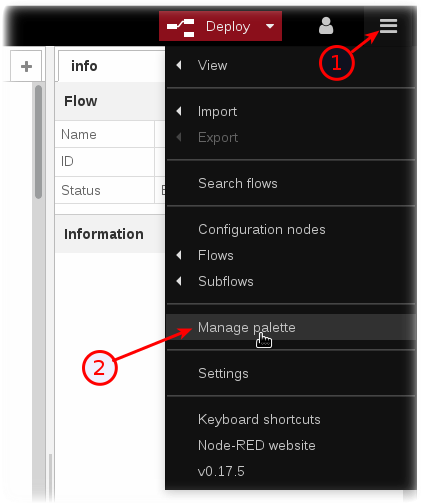 Deploy
1
+
info
View
Flow
Import
Name
Export
ID
Search flows
Status
Information
Configuration nodes
Flows
Subflows
Manage palette
2
Settings
Keyboard shortcuts
Node-RED website
v0.17.5